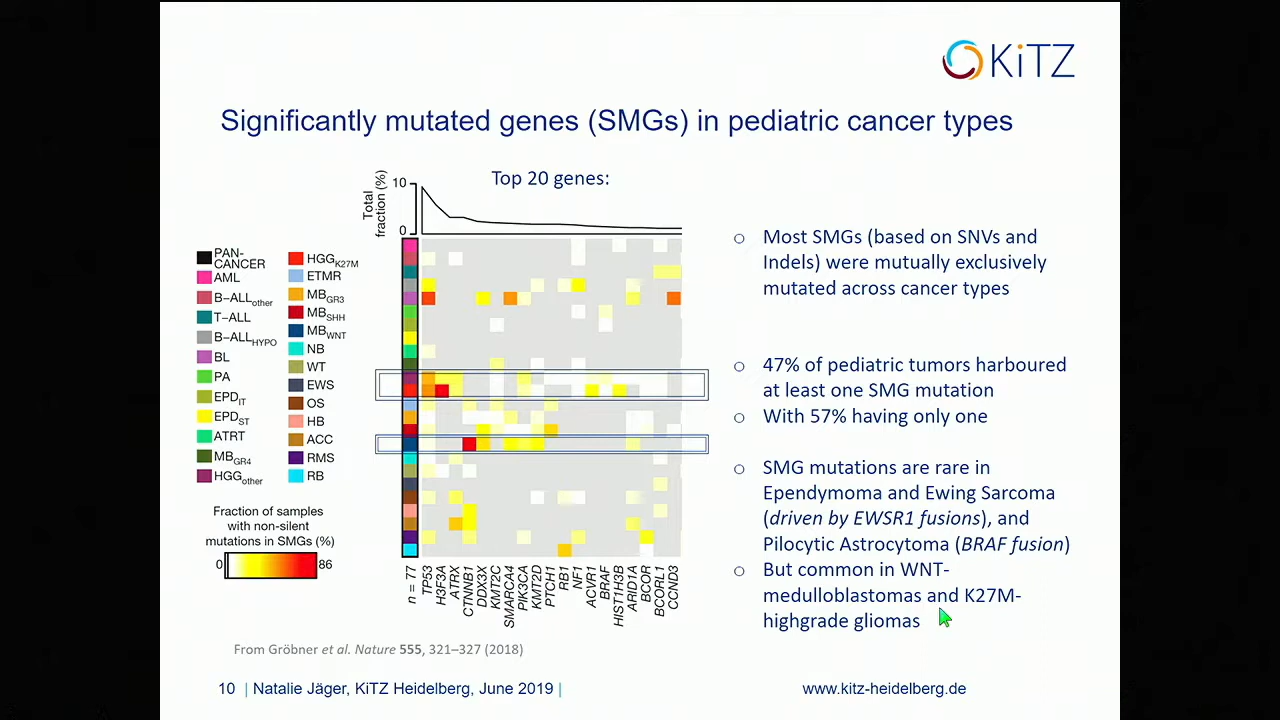 KiTZ
Significantly mutated genes (SMGs) in pediatric cancer types
Top 20 genes:
Total
fraction (%)
10
0
PAN-
CANCER
AML
B−ALLother
T−ALL
B−ALLHYPO
BL
PA
EPDIT
EPDST
ATRT
MBGR4
HGGother
HGGK27M
ETMR
MBGR3
MBSHH
MBWNT
NB
WT
EWS
OS
HB
ACC
RMS
RB
Fraction of samples
with non-silent
mutations in SMGs (%)
0
86
n = 77
TP53
H3F3A
ATRX
CTNNB1
DDX3X
KMT2C
SMARCA4
PIK3CA
KMT2D
PTCH1
RB1
NF1
ACVR1
BRAF
HIST1H3B
ARID1A
BCOR
BCORL1
CCND3
Most SMGs (based on SNVs and
Indels) were mutually exclusively
mutated across cancer types
47% of pediatric tumors harboured
at least one SMG mutation
With 57% having only one
SMG mutations are rare in
Ependymoma and Ewing Sarcoma
(driven by EWSR1 fusions), and
Pilocytic Astrocytoma (BRAF fusion)
But common in WNT-
medulloblastomas and K27M-
highgrade gliomas
From Gröbner et al. Nature 555, 321–327 (2018)
10 | Natalie Jäger, KiTZ Heidelberg, June 2019 |
www.kitz-heidelberg.de